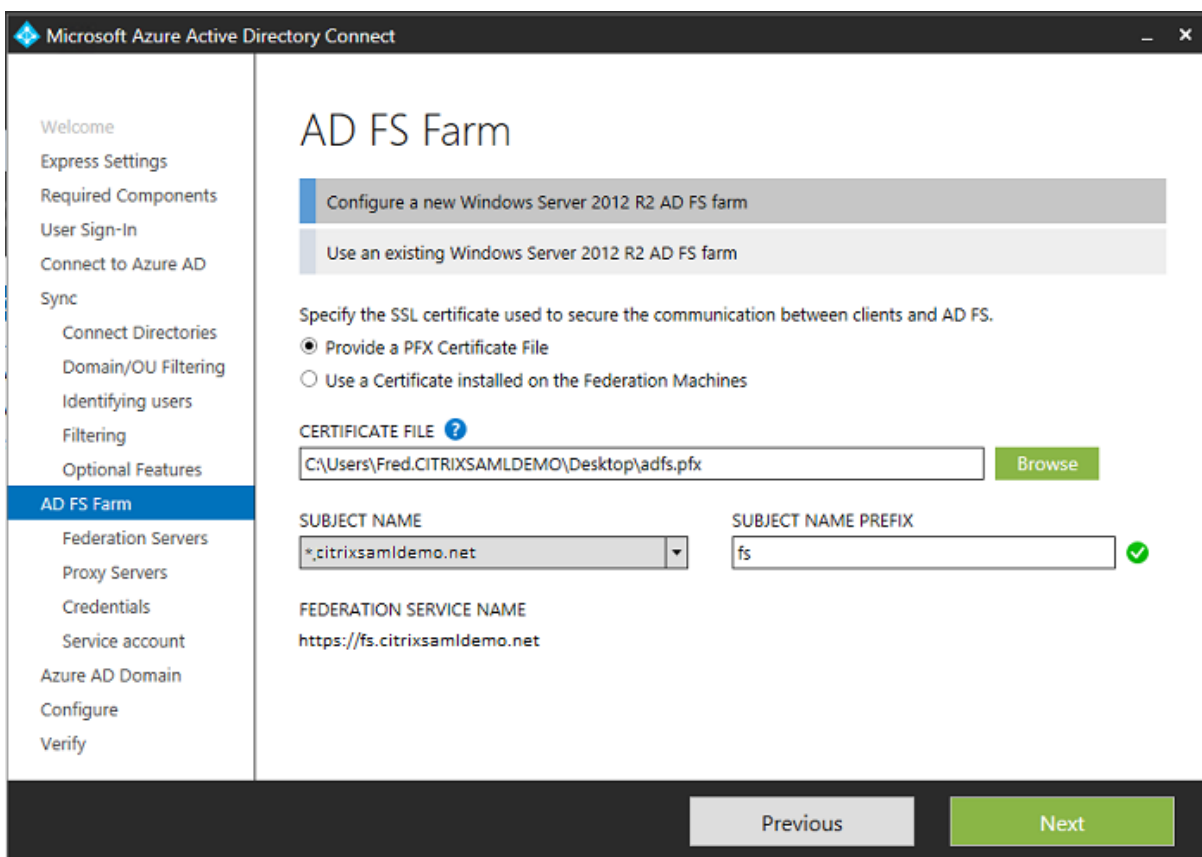 Microsoft Azure Active Directory Connect
Welcome
Express Settings
Required Components
User Sign-In
Connect to Azure AD
Sync
Connect Directories
Domain/OU Filtering
Identifying users
Filtering
Optional Features
AD FS Farm
Federation Servers
Proxy Servers
Credentials
Service account
Azure AD Domain
Configure
Verify
AD FS Farm
Configure a new Windows Server 2012 R2 AD FS farm
Use an existing Windows Server 2012 R2 AD FS farm
Specify the SSL certificate used to secure the communication between clients and AD FS.
Provide a PFX Certificate File
Use a Certificate installed on the Federation Machines
CERTIFICATE FILE ?
C:\Users\Fred.CITRIXSAMLDEMO\Desktop\adfs.pfx
Browse
SUBJECT NAME
*.citrixsamldemo.net
SUBJECT NAME PREFIX
fs
FEDERATION SERVICE NAME
https://fs.citrixsamldemo.net
Previous
Next